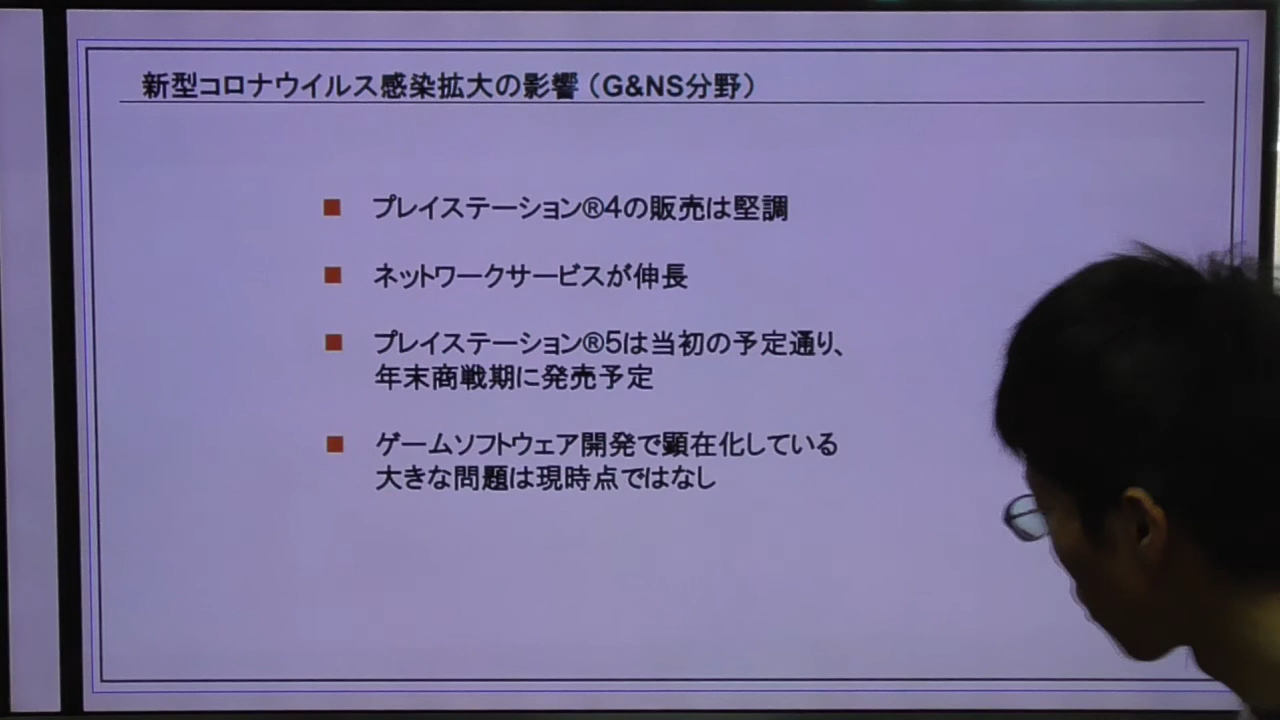 新型コロナウイルス感染拡大の影響（G&NS分野）
■ プレイステーション®4の販売は堅調
■ ネットワークサービスが伸長
■ プレイステーション®5は当初の予定通り、
年末商戦期に発売予定
■ ゲームソフトウェア開発で顕在化している
大きな問題は現時点ではなし